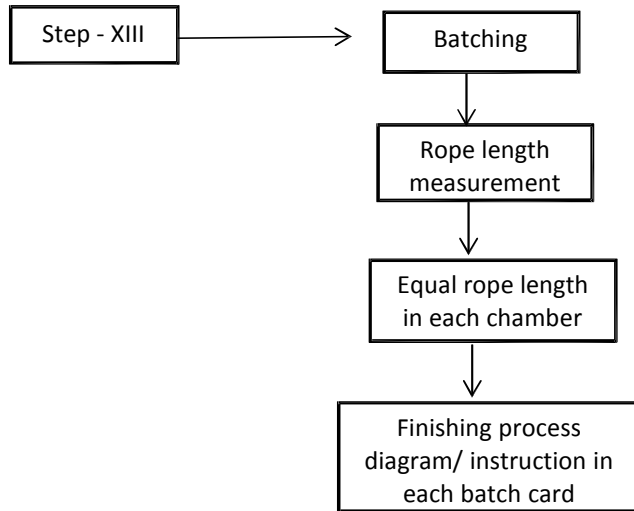 Step - XIII
Batching
Rope length
measurement
Equal rope length
in each chamber
Finishing process
diagram/ instruction in
each batch card